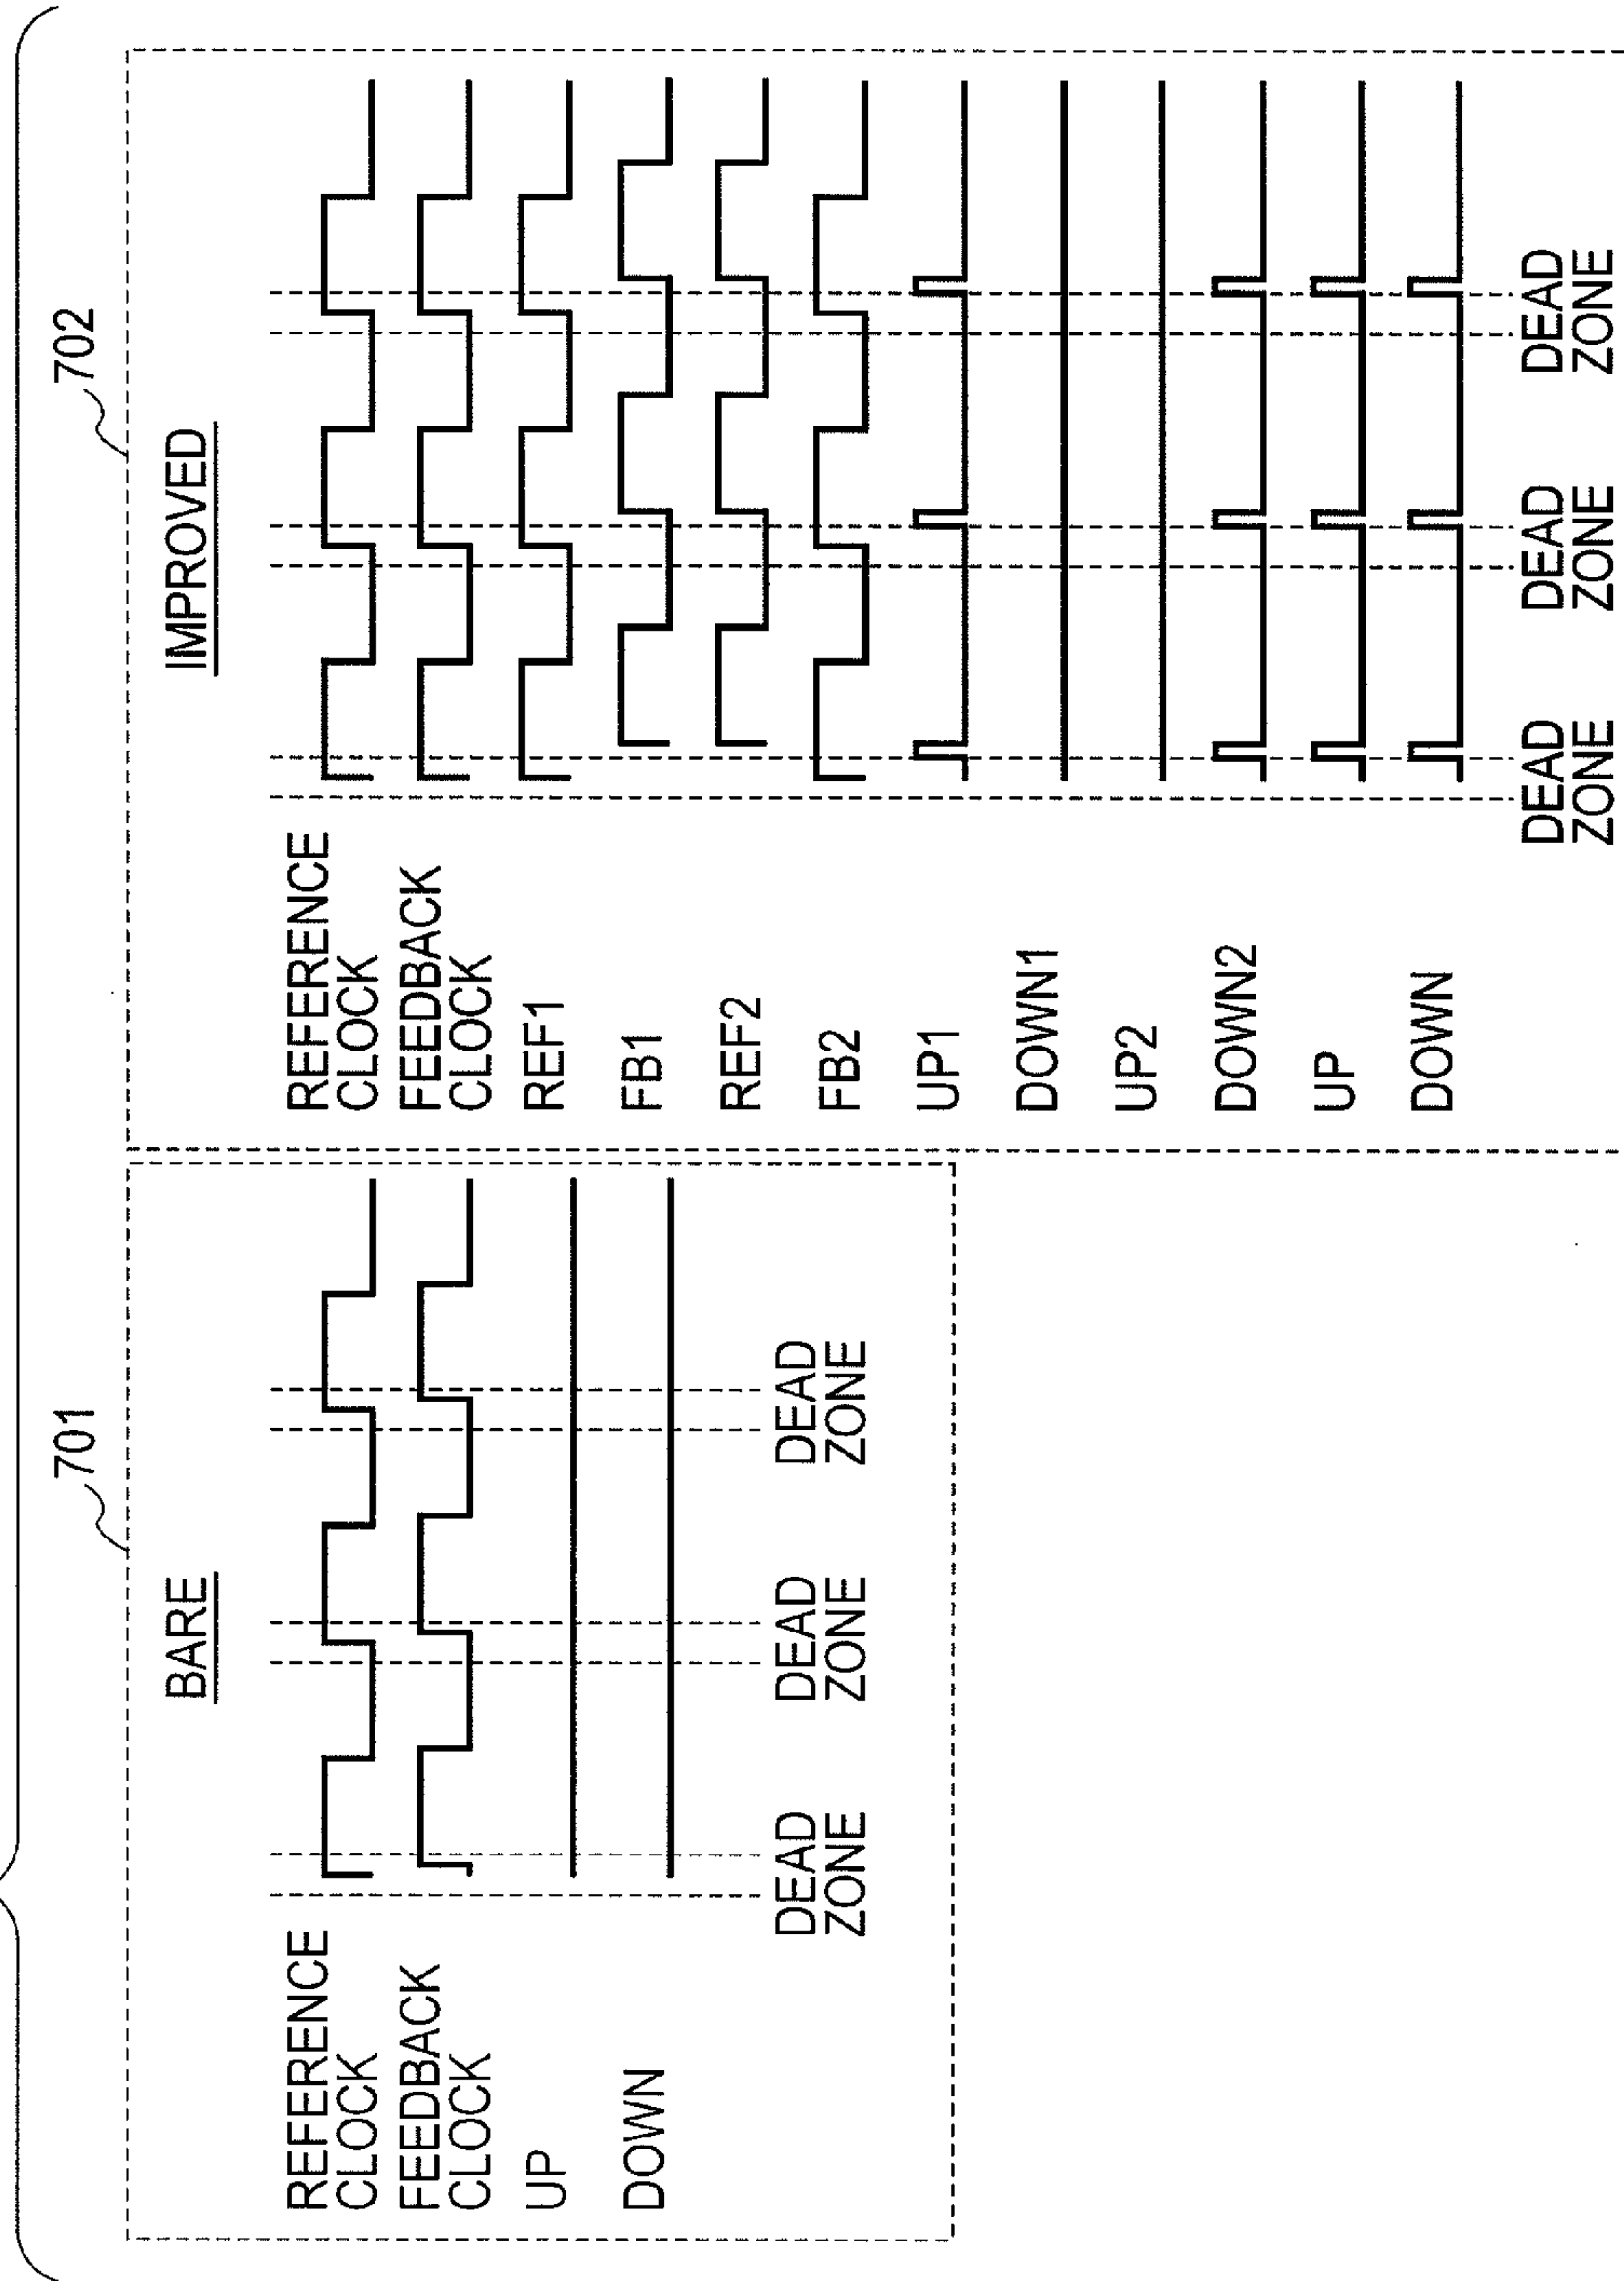 701
BARE
REFERENCE
CLOCK
FEEDBACK
CLOCK
UP
DOWN
DEAD
ZONE
DEAD
ZONE
DEAD
ZONE
702
IMPROVED
REFERENCE
CLOCK
FEEDBACK
CLOCK
REF1
FB1
REF2
FB2
UP1
DOWN1
UP2
DOWN2
UP
DOWN
DEAD
ZONE
DEAD
ZONE
DEAD
ZONE